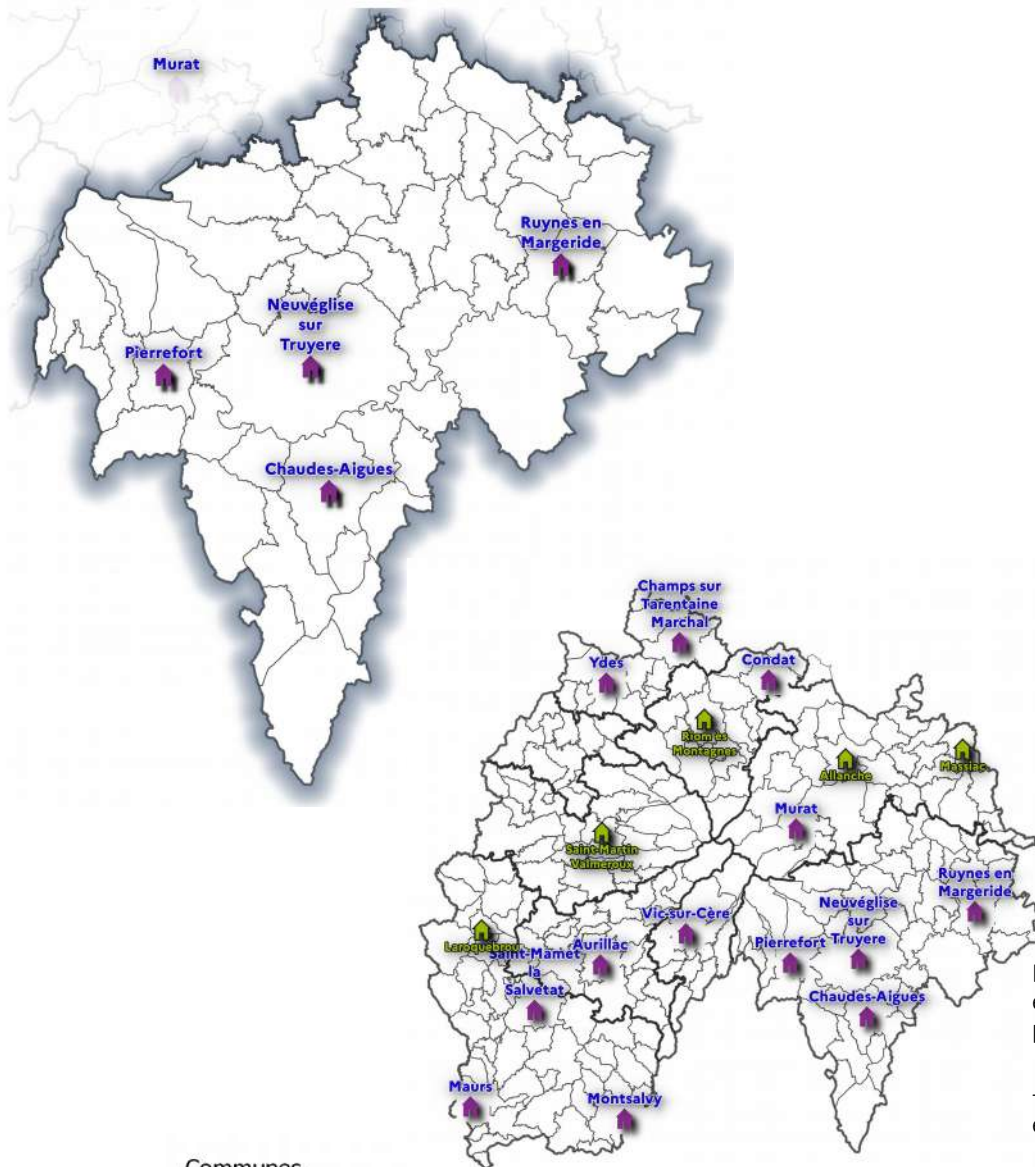 Murat
Ruynes en
Margeride
Neuvéglise
sur
Truyere
Pierrefort
Chaudes-Aigues
Champs sur
Tarentaine
Marchal
Ydes
Condat
Riom ès
Montagnes
Allanche
Massiac
Murat
Saint-Martin
Valmeroux
Ruynes en
Margeride
Neuvéglise
sur
Truyere
Vic-sur-Cère
Pierrefort
Laroquebrou
Aurillac
Saint-Mamet
la
Salvetat
Chaudes-Aigues
Maurs
Montsalvy
Communes